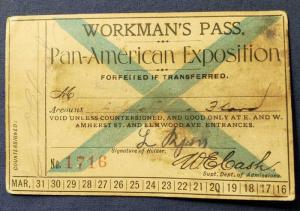 WORKMAN'S PASS.
Pan-American Exposition
FORFEITED IF TRANSFERRED.
M
Account
VOID UNLESS COUNTERSIGNED, AND GOOD ONLY AT E. AND W.
AMHERST ST. AND ELMWOOD AVE. ENTRANCES.
COUNTERSIGNED:
Signature of Holder.
No. 1716
W E Cash
Supt. Dept. of Admissions.
MAR, 31 30 29 28 27 26 25 24 23 22 21 20 19 18 17 16